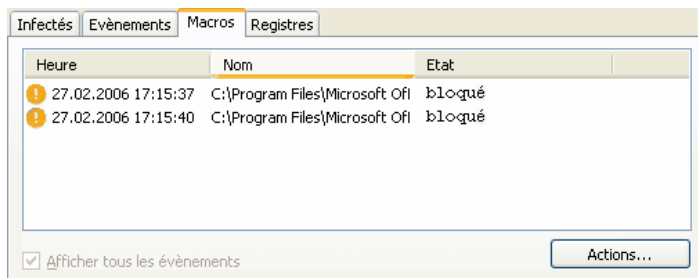 Infectés Evènements Macros Registres
Heure Nom Etat
27.02.2006 17:15:37 C:\Program Files\Microsoft Ofl bloqué
27.02.2006 17:15:40 C:\Program Files\Microsoft Ofl bloqué
Afficher tous les évènements Actions...